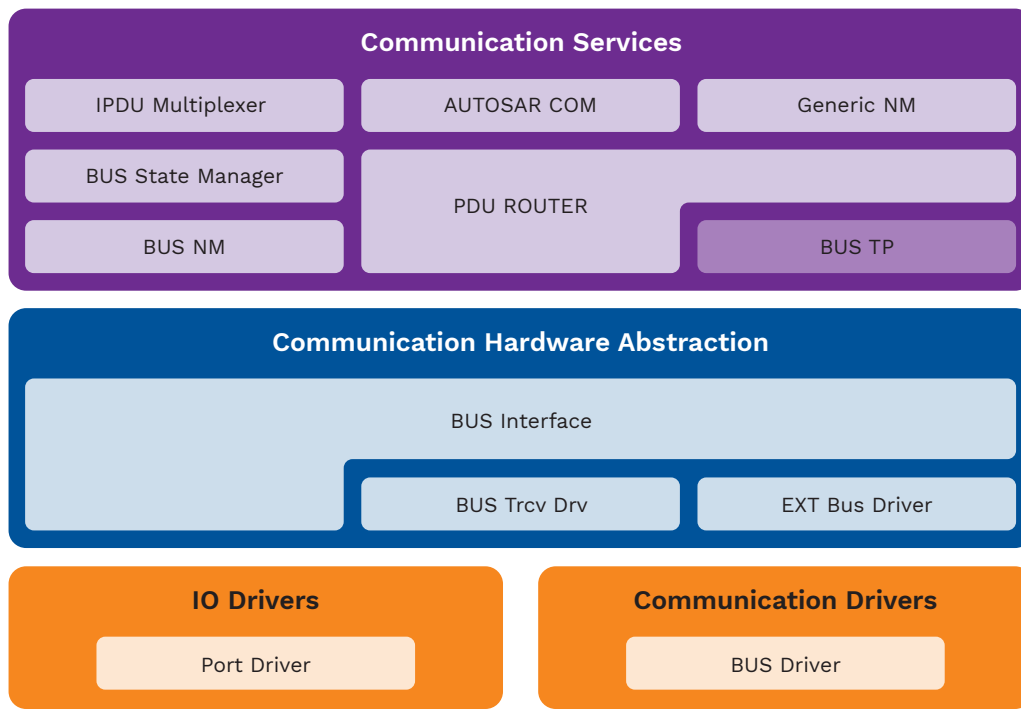 Communication Services
IPDU Multiplexer
AUTOSAR COM
Generic NM
BUS State Manager
PDU ROUTER
BUS NM
BUS TP
Communication Hardware Abstraction
BUS Interface
BUS Trcv Drv
EXT Bus Driver
IO Drivers
Communication Drivers
Port Driver
BUS Driver